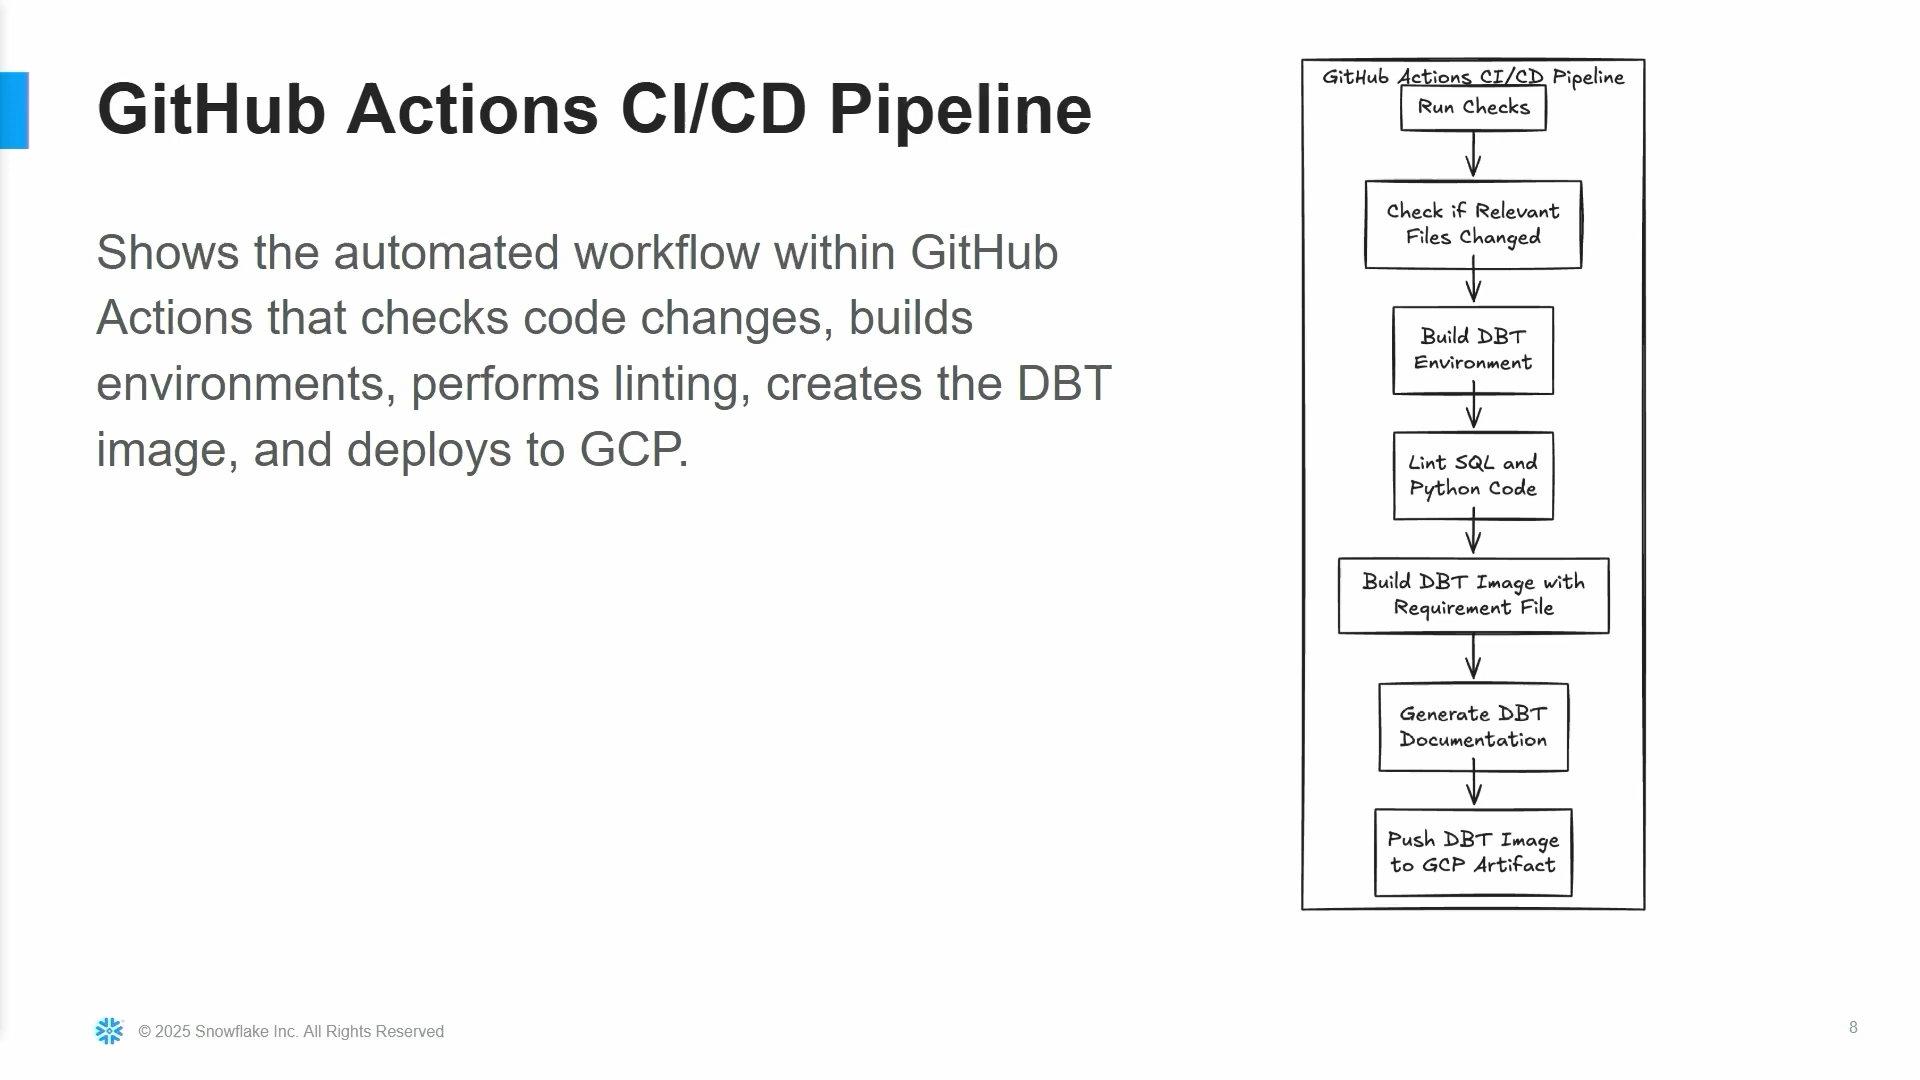 GitHub Actions CI/CD Pipeline
Shows the automated workflow within GitHub
Actions that checks code changes, builds
environments, performs linting, creates the DBT
image, and deploys to GCP.
GitHub Actions CI/CD Pipeline
Run Checks
Check if Relevant
Files Changed
Build DBT
Environment
Lint SQL and
Python Code
Build DBT Image with
Requirement File
Generate DBT
Documentation
Push DBT Image
to GCP Artifact
© 2025 Snowflake Inc. All Rights Reserved
8